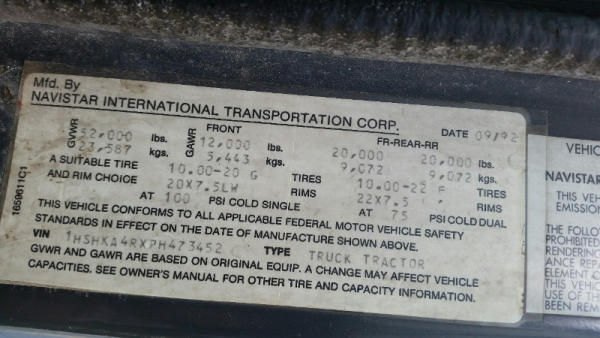 Mfd. By
NAVISTAR INTERNATIONAL TRANSPORTATION CORP.
DATE 09/92
FRONT FR-REAR-RR
GVWR 52,000 lbs. GAWR 12,000 lbs. 20,000 20,000 lbs.
23,587 kgs. 5,443 kgs. 9,072 9,072 kgs.
A SUITABLE TIRE 10.00-20 G TIRES 10.00-22 F TIRES
AND RIM CHOICE 20X7.5LW RIMS 22X7.5 " RIMS
AT 100 PSI COLD SINGLE AT 75 PSI COLD DUAL
THIS VEHICLE CONFORMS TO ALL APPLICABLE FEDERAL MOTOR VEHICLE SAFETY
STANDARDS IN EFFECT ON THE DATE OF MANUFACTURE SHOWN ABOVE.
VIN 1HSHKA4RXPH473452 TYPE TRUCK TRACTOR
GVWR AND GAWR ARE BASED ON ORIGINAL EQUIP. A CHANGE MAY AFFECT VEHICLE
CAPACITIES. SEE OWNER'S MANUAL FOR OTHER TIRE AND CAPACITY INFORMATION.
1659611C1
VEHIC
NAVISTAR
THIS VEH
EMISSION
THE FOLLO
PROHIBITED
RENDERING
ANCE REPA
ELEMENT O
THIS VEHIC
USE OF TH
BEEN REM